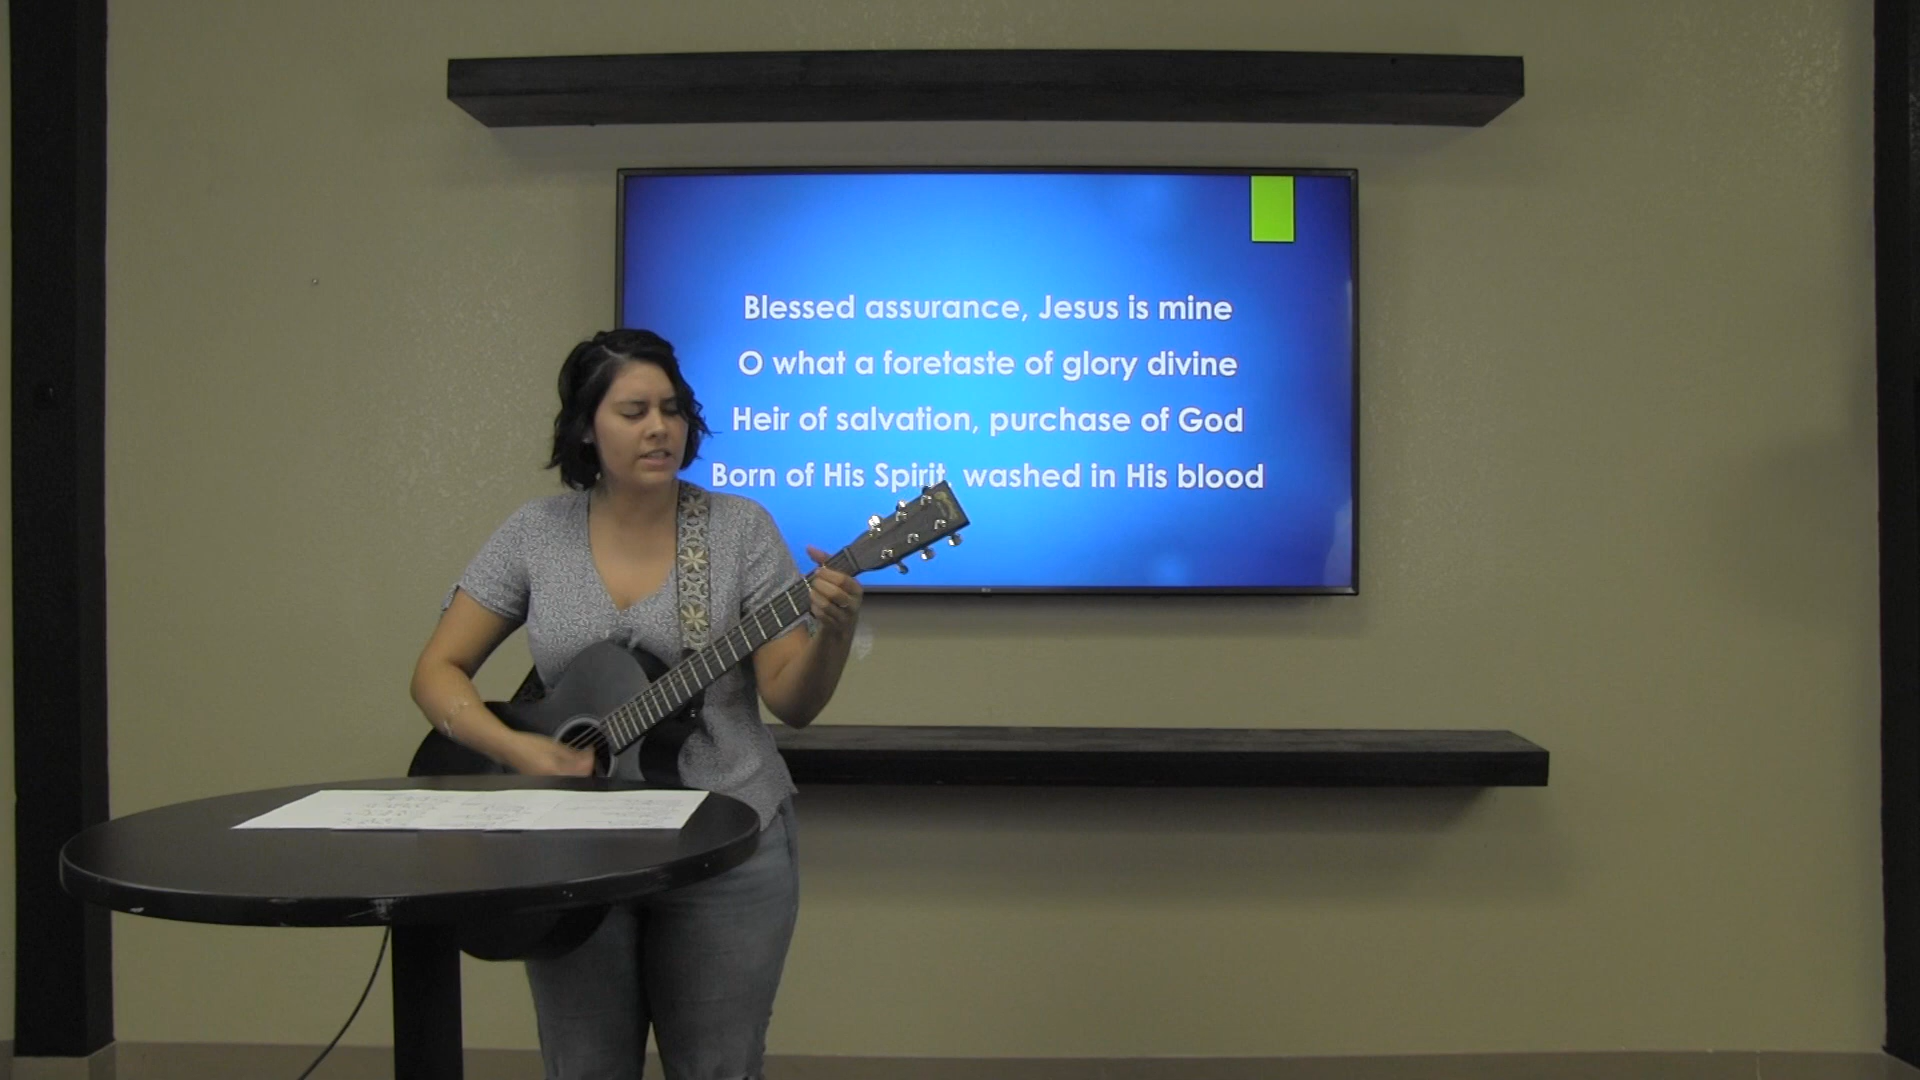 Blessed assurance, Jesus is mine
O what a foretaste of glory divine
Heir of salvation, purchase of God
Born of His Spirit, washed in His blood